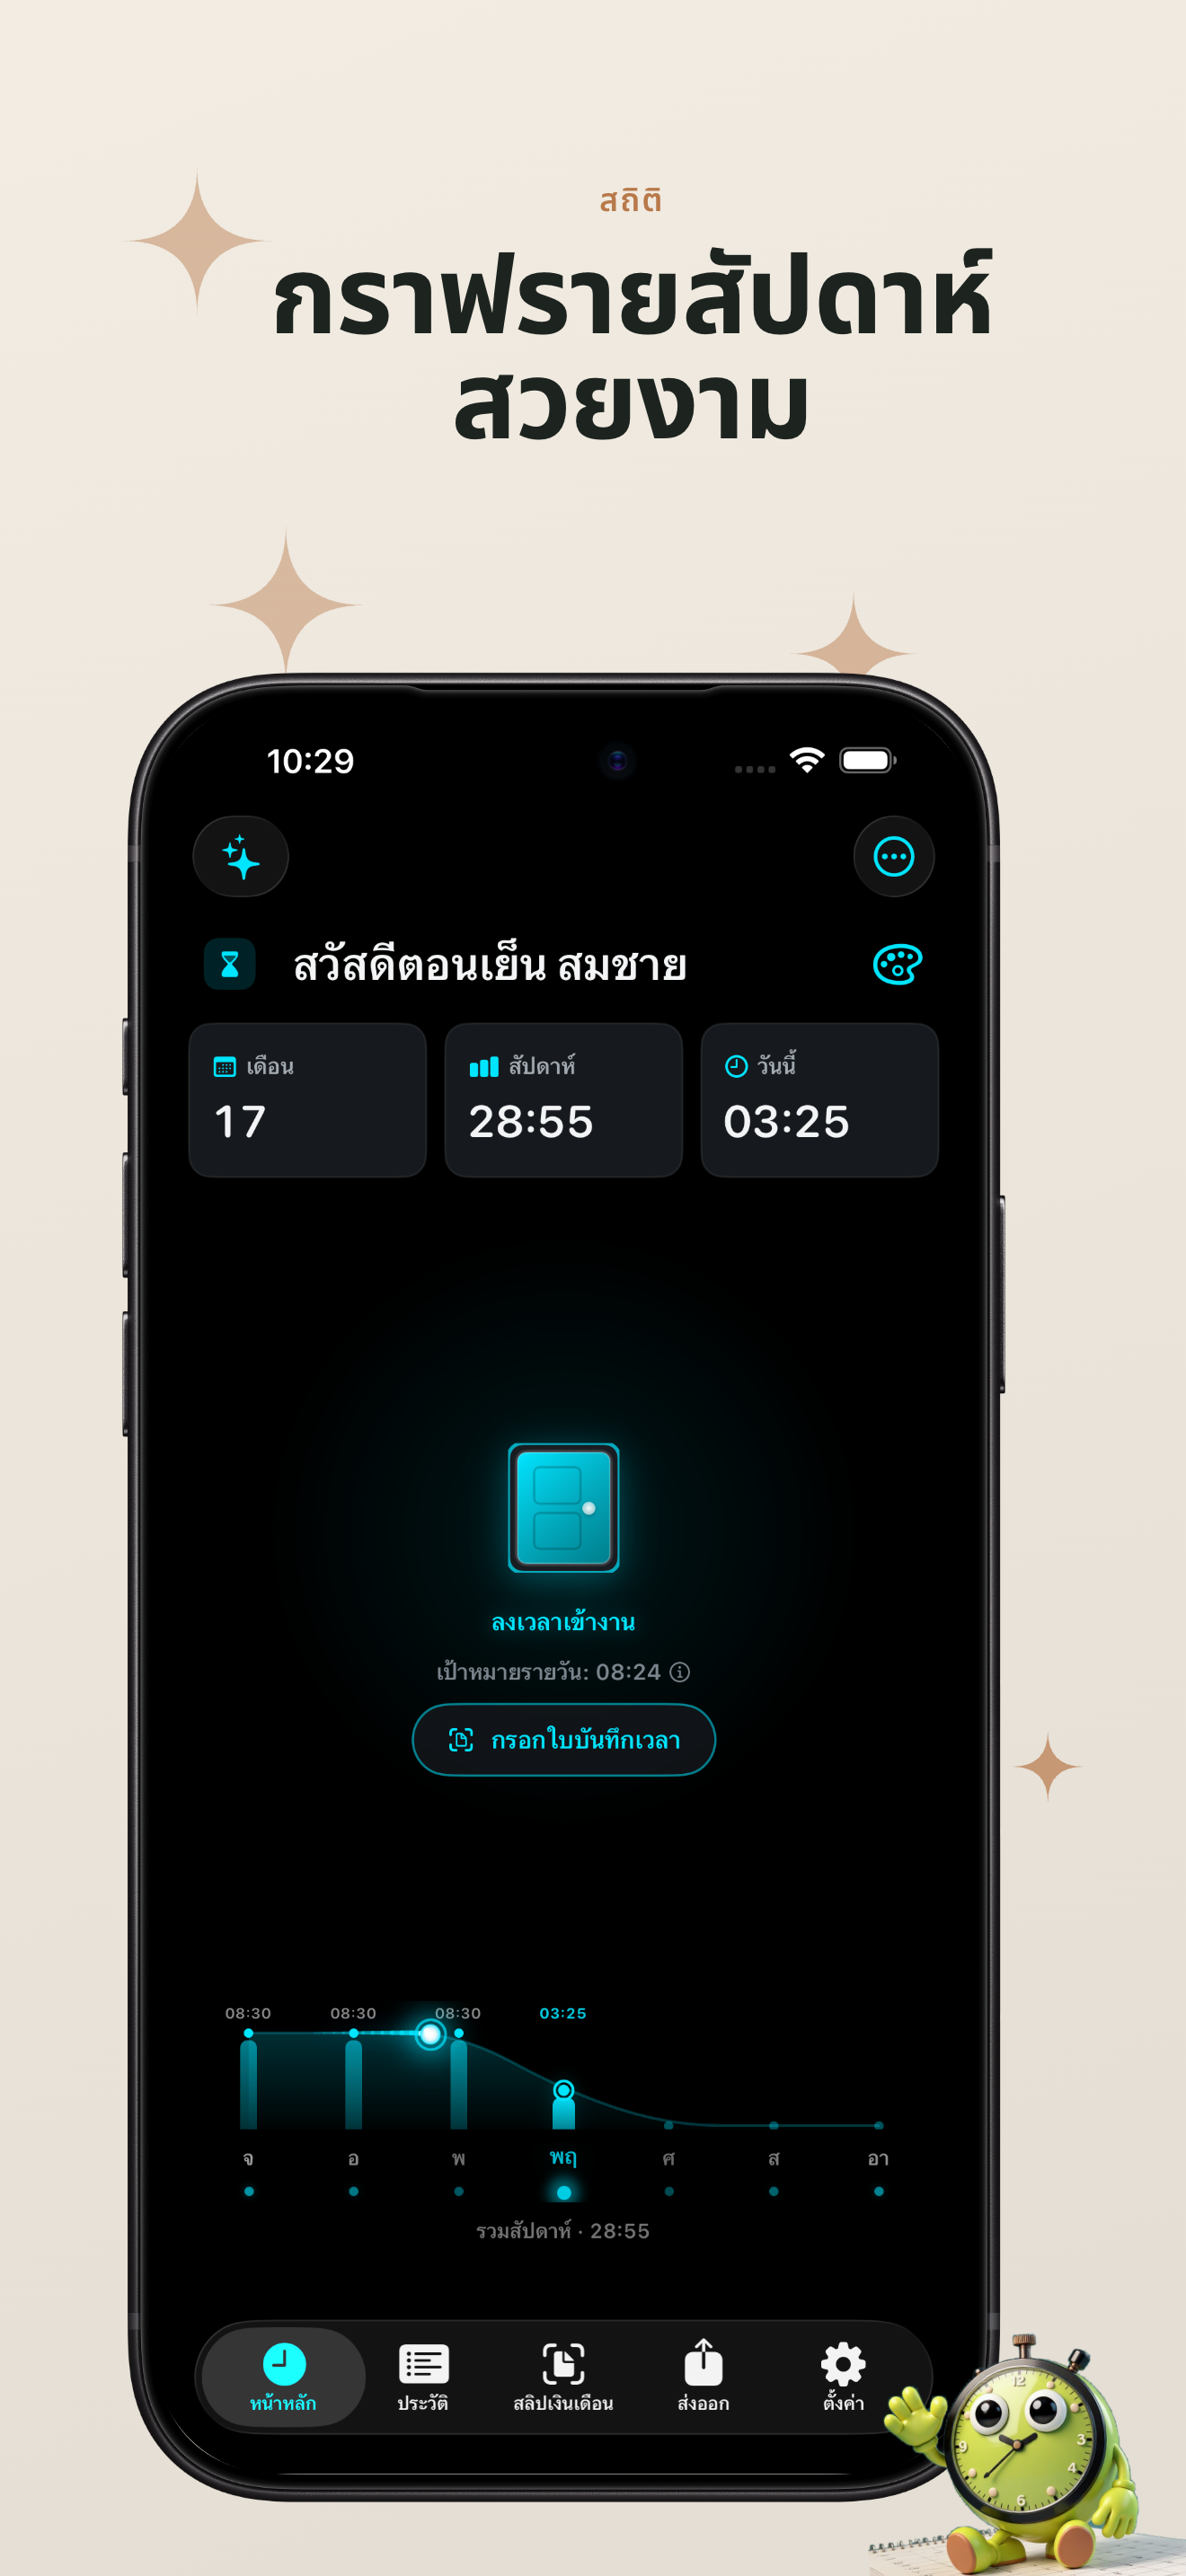 สถิติ
กราฟรายสัปดาห์
สวยงาม
10:29
สวัสดีตอนเย็น สมชาย
เดือน
17
สัปดาห์
28:55
วันนี้
03:25
ลงเวลาเข้างาน
เป้าหมายรายวัน: 08:24
กรอกใบบันทึกเวลา
08:30 08:30 08:30 03:25
จ อ พ พฤ ศ ส อา
รวมสัปดาห์ · 28:55
หน้าหลัก ประวัติ สลิปเงินเดือน ส่งออก ตั้งค่า
12
9 3
4
6